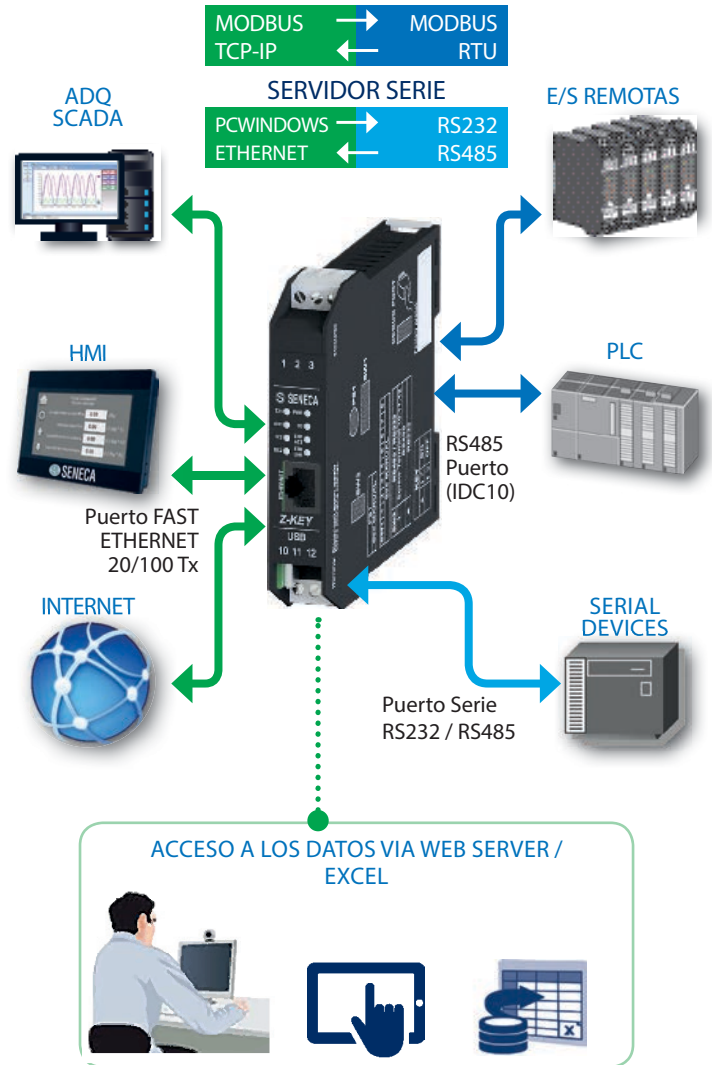 MODBUS → MODBUS
TCP-IP ← RTU
SERVIDOR SERIE
PCWINDOWS → RS232
ETHERNET ← RS485
ADQ
SCADA
E/S REMOTAS
HMI
PLC
1 2 3
SENECA
ETHERNET
Z-KEY
USB
10 11 12
SENECA
RS485
Puerto
(IDC10)
Puerto FAST
ETHERNET
20/100 Tx
INTERNET
SERIAL
DEVICES
Puerto Serie
RS232 / RS485
ACCESO A LOS DATOS VIA WEB SERVER /
EXCEL
X